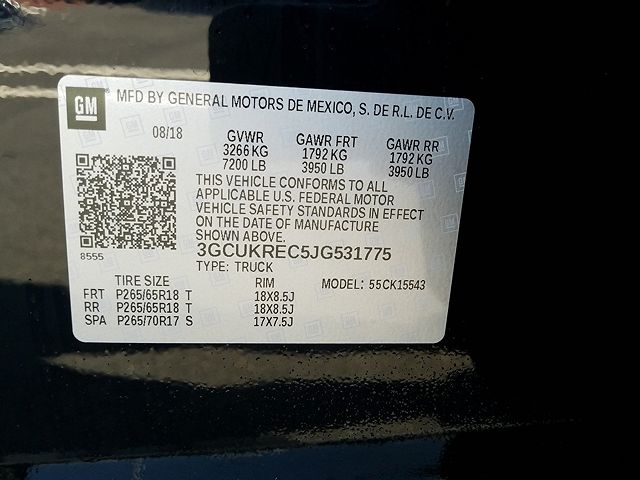 GM MFD BY GENERAL MOTORS DE MEXICO, S. DE R.L. DE C.V.
08/18 GVWR GAWR FRT GAWR RR
3266 KG 1792 KG 1792 KG
7200 LB 3950 LB 3950 LB
THIS VEHICLE CONFORMS TO ALL
APPLICABLE U.S. FEDERAL MOTOR
VEHICLE SAFETY STANDARDS IN EFFECT
ON THE DATE OF MANUFACTURE
SHOWN ABOVE.
8555 3GCUKREC5JG531775
TYPE: TRUCK
TIRE SIZE RIM MODEL: 55CK15543
FRT P265/65R18 T 18X8.5J
RR P265/65R18 T 18X8.5J
SPA P265/70R17 S 17X7.5J